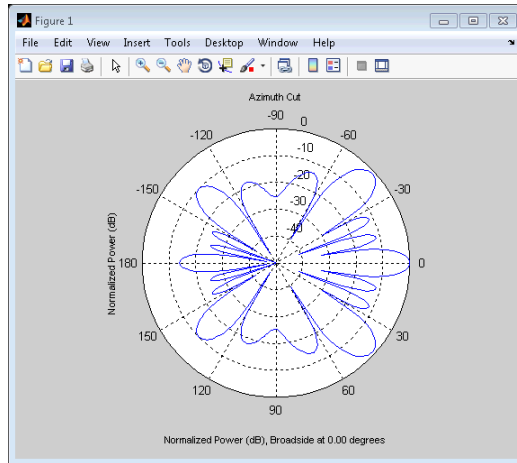 Figure 1
File Edit View Insert Tools Desktop Window Help
Azimuth Cut
-90 0
-120 -60
-10
-150 -20 -30
-30
-40
Normalized Power (dB)
180 0
150 30
120 60
90
Normalized Power (dB), Broadside at 0.00 degrees